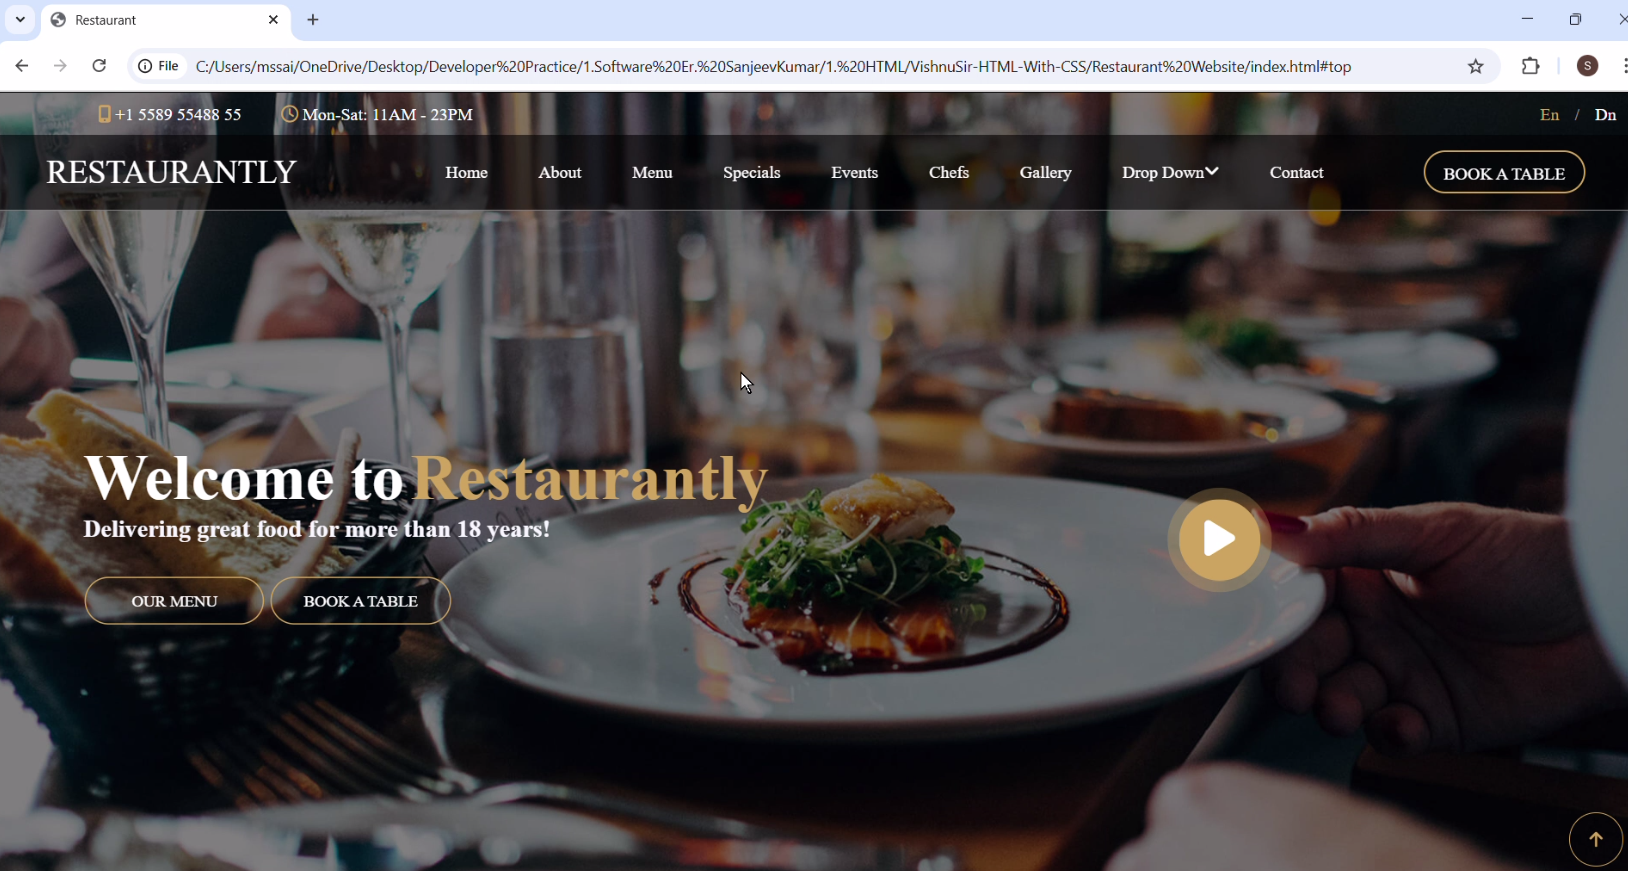 Restaurant
File
C:/Users/mssai/OneDrive/Desktop/Developer%20Practice/1.Software%20Er.%20SanjeevKumar/1.%20HTML/VishnuSir-HTML-With-CSS/Restaurant%20Website/index.html#top
S
+1 5589 55488 55 Mon-Sat: 11AM - 23PM En / Dn
RESTAURANTLY Home About Menu Specials Events Chefs Gallery Drop Down Contact BOOK A TABLE
Welcome to Restaurantly
Delivering great food for more than 18 years!
OUR MENU BOOK A TABLE